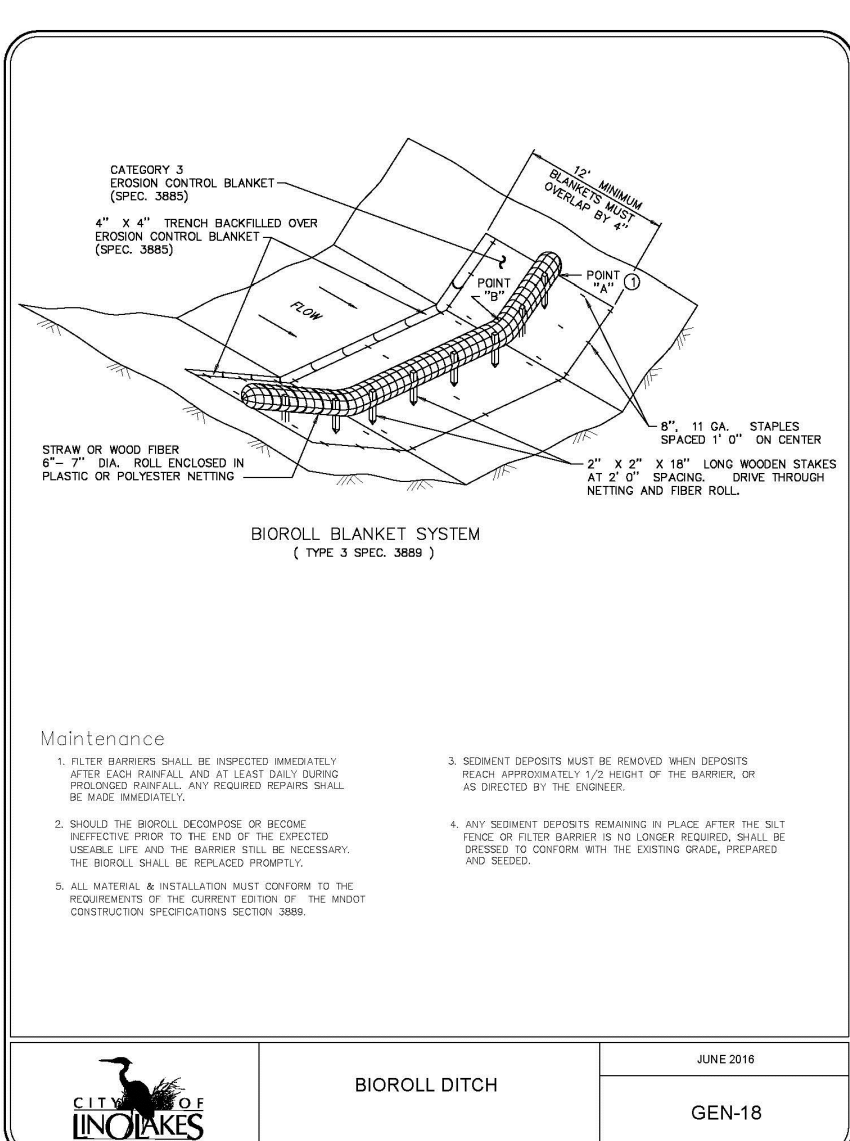 CATEGORY 3
EROSION CONTROL BLANKET
(SPEC. 3885)
4" X 4" TRENCH BACKFILLED OVER
EROSION CONTROL BLANKET
(SPEC. 3885)
12' MINIMUM
BLANKETS MUST
OVERLAP BY 4"
POINT
"A" 1
POINT
"B"
FLOW
8", 11 GA. STAPLES
SPACED 1' 0" ON CENTER
STRAW OR WOOD FIBER
6"- 7" DIA. ROLL ENCLOSED IN
PLASTIC OR POLYESTER NETTING
2" X 2" X 18" LONG WOODEN STAKES
AT 2' 0" SPACING. DRIVE THROUGH
NETTING AND FIBER ROLL.
BIOROLL BLANKET SYSTEM
( TYPE 3 SPEC. 3889 )
Maintenance
1. FILTER BARRIERS SHALL BE INSPECTED IMMEDIATELY
AFTER EACH RAINFALL AND AT LEAST DAILY DURING
PROLONGED RAINFALL. ANY REQUIRED REPAIRS SHALL
BE MADE IMMEDIATELY.
2. SHOULD THE BIOROLL DECOMPOSE OR BECOME
INEFFECTIVE PRIOR TO THE END OF THE EXPECTED
USEABLE LIFE AND THE BARRIER STILL BE NECESSARY.
THE BIOROLL SHALL BE REPLACED PROMPTLY.
5. ALL MATERIAL & INSTALLATION MUST CONFORM TO THE
REQUIREMENTS OF THE CURRENT EDITION OF THE MNDOT
CONSTRUCTION SPECIFICATIONS SECTION 3889.
3. SEDIMENT DEPOSITS MUST BE REMOVED WHEN DEPOSITS
REACH APPROXIMATELY 1/2 HEIGHT OF THE BARRIER, OR
AS DIRECTED BY THE ENGINEER.
4. ANY SEDIMENT DEPOSITS REMAINING IN PLACE AFTER THE SILT
FENCE OR FILTER BARRIER IS NO LONGER REQUIRED, SHALL BE
DRESSED TO CONFORM WITH THE EXISTING GRADE, PREPARED
AND SEEDED.
CITY OF
LINO LAKES
BIOROLL DITCH
JUNE 2016
GEN-18